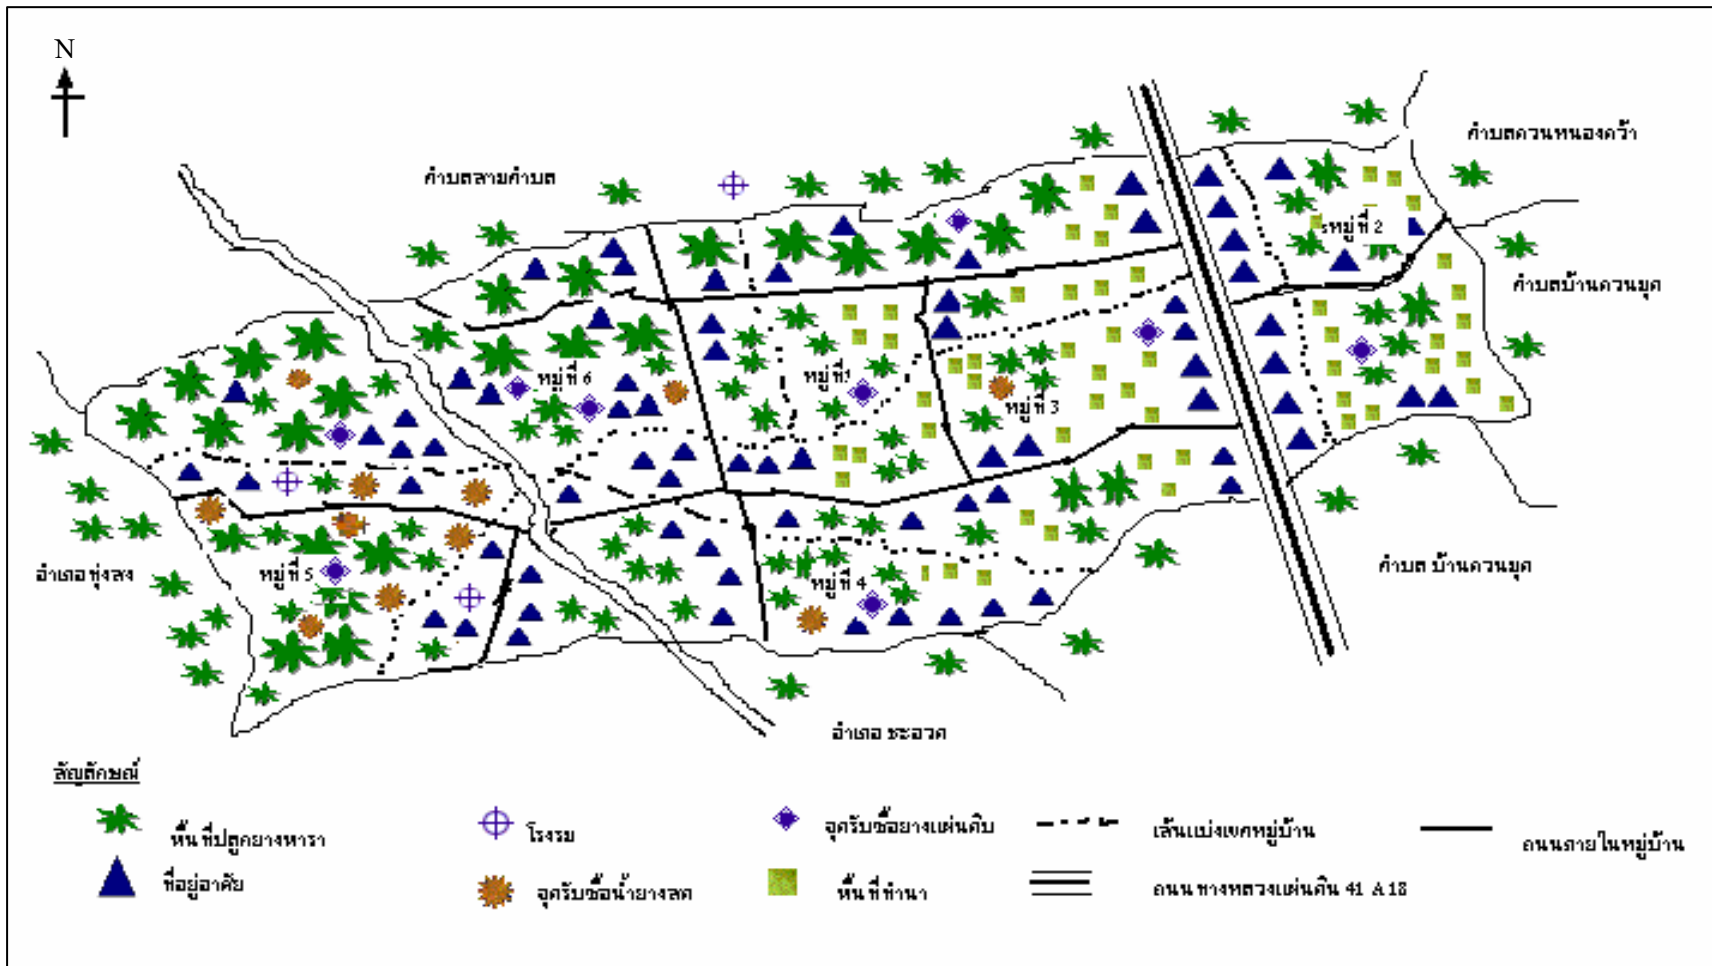 N
ตำบลควนหนองคว้า
ตำบลสามตำบล
หมู่ที่ 2
ตำบลบ้านควนมุด
หมู่ที่ 6
หมู่ที่1
หมู่ที่ 3
อำเภอทุ่งสง
หมู่ที่ 5
หมู่ที่ 4
ตำบล บ้านควนมุด
อำเภอ ชะอวด
สัญลักษณ์
พื้นที่ปลูกยางพารา
โรงรม
จุดรับซื้อยางแผ่นดิบ
เส้นแบ่งเขตหมู่บ้าน
ถนนภายในหมู่บ้าน
ที่อยู่อาศัย
จุดรับซื้อน้ำยางสด
พื้นที่ทำนา
ถนน ทางหลวงแผ่นดิน 41 A 18